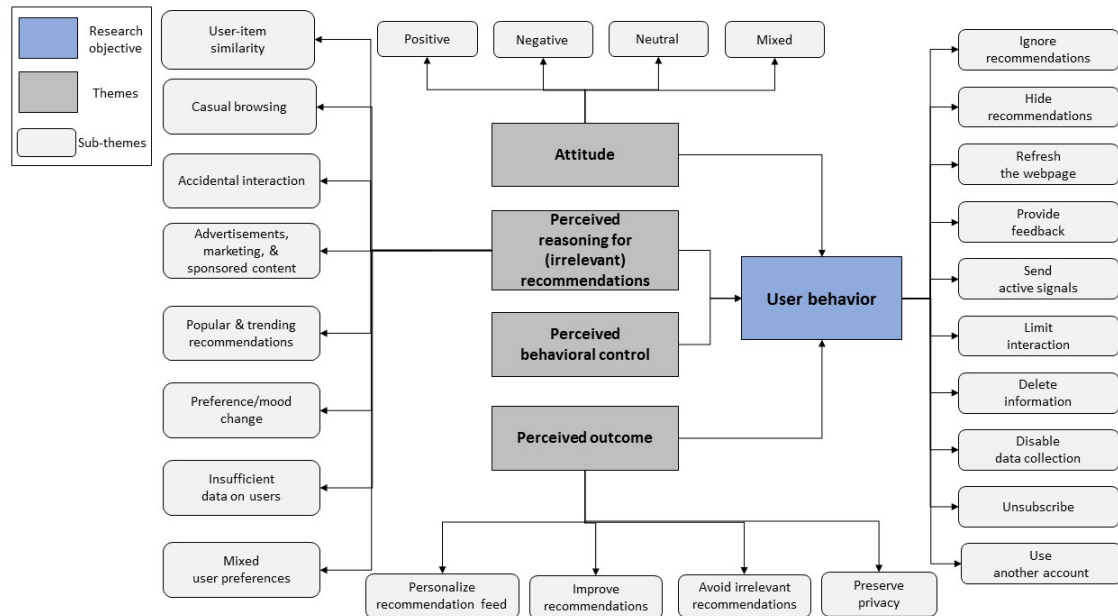 Research
objective
Themes
Sub-themes
User-item
similarity
Casual browsing
Accidental interaction
Advertisements,
marketing, &
sponsored content
Popular & trending
recommendations
Preference/mood
change
Insufficient
data on users
Mixed
user preferences
Positive
Negative
Neutral
Mixed
Attitude
Perceived
reasoning for
(irrelevant)
recommendations
Perceived
behavioral control
Perceived outcome
User behavior
Personalize
recommendation feed
Improve
recommendations
Avoid irrelevant
recommendations
Preserve
privacy
Ignore
recommendations
Hide
recommendations
Refresh
the webpage
Provide
feedback
Send
active signals
Limit
interaction
Delete
information
Disable
data collection
Unsubscribe
Use
another account